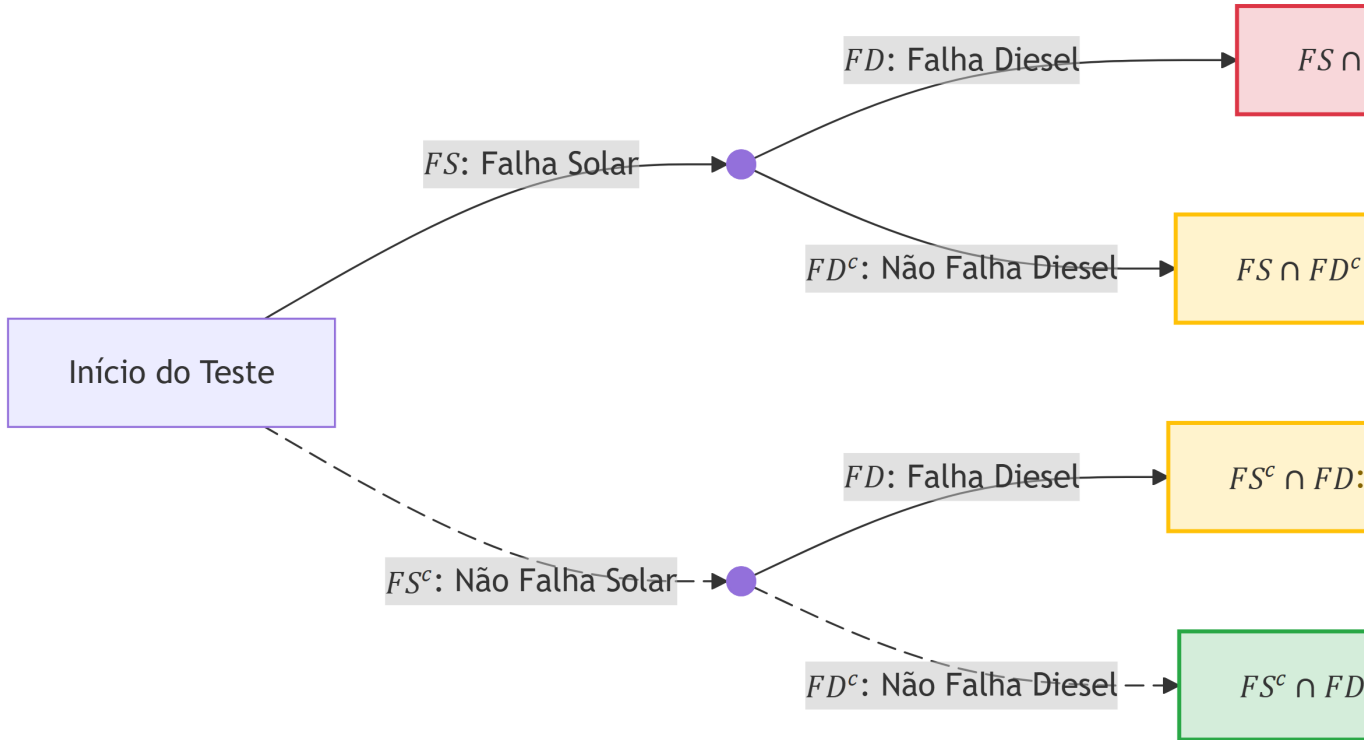 FD: Falha Diesel
FS ∩
FS: Falha Solar
FDᶜ: Não Falha Diesel
FS ∩ FDᶜ
Início do Teste
FD: Falha Diesel
FSᶜ ∩ FD:
FSᶜ: Não Falha Solar
FDᶜ: Não Falha Diesel
FSᶜ ∩ FD